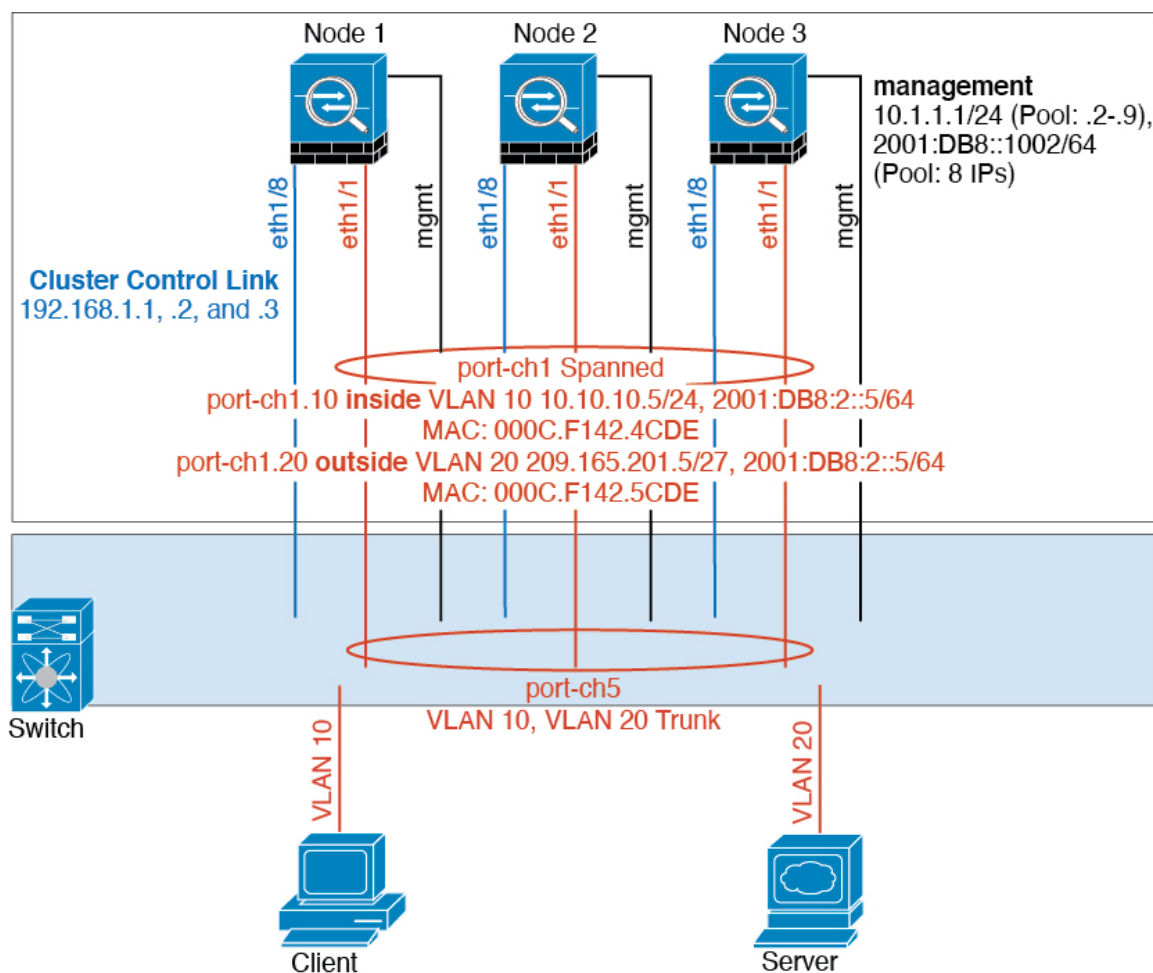 Node 1
Node 2
Node 3
management
10.1.1.1/24 (Pool: .2-.9),
2001:DB8::1002/64
(Pool: 8 IPs)
eth1/8
eth1/1
mgmt
eth1/8
eth1/1
mgmt
eth1/8
eth1/1
mgmt
Cluster Control Link
192.168.1.1, .2, and .3
port-ch1 Spanned
port-ch1.10 inside VLAN 10 10.10.10.5/24, 2001:DB8:2::5/64
MAC: 000C.F142.4CDE
port-ch1.20 outside VLAN 20 209.165.201.5/27, 2001:DB8:2::5/64
MAC: 000C.F142.5CDE
port-ch5
VLAN 10, VLAN 20 Trunk
Switch
VLAN 10
VLAN 20
Client
Server